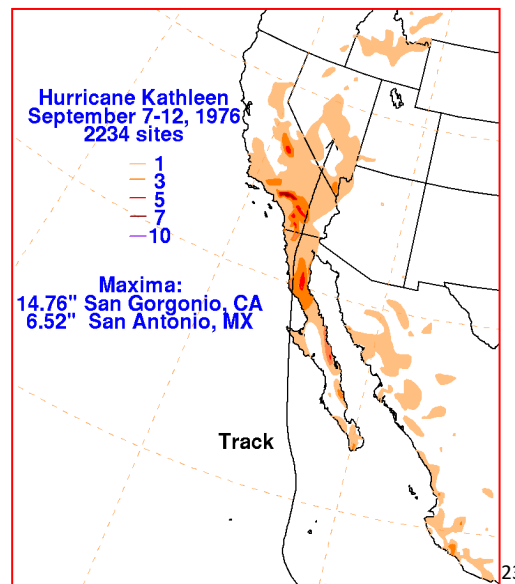 Hurricane Kathleen
September 7-12, 1976
2234 sites
1
3
5
7
10
Maxima:
14.76" San Gorgonio, CA
6.52" San Antonio, MX
Track